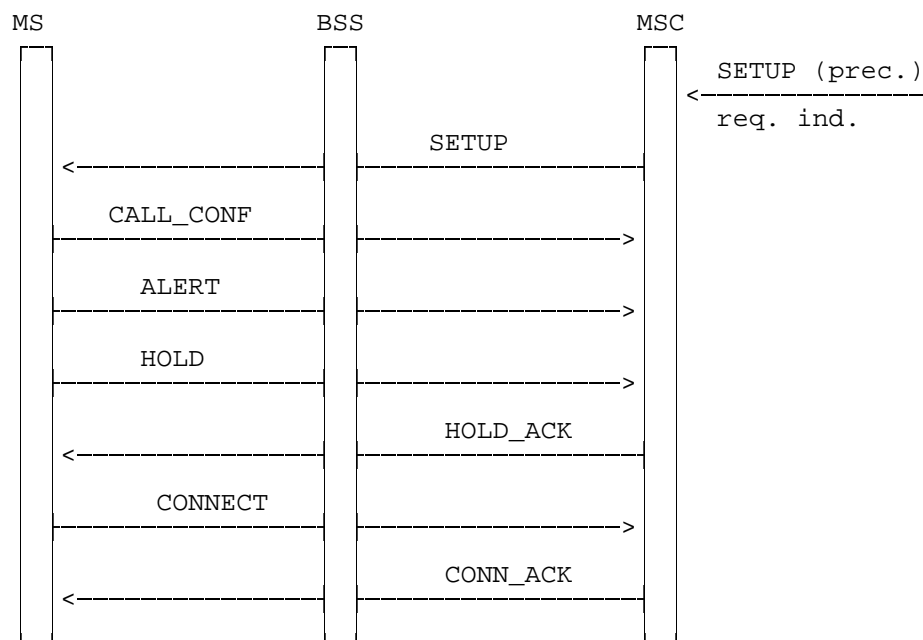 MS BSS MSC
SETUP (prec.)
req. ind.
SETUP
CALL_CONF
ALERT
HOLD
HOLD_ACK
CONNECT
CONN_ACK